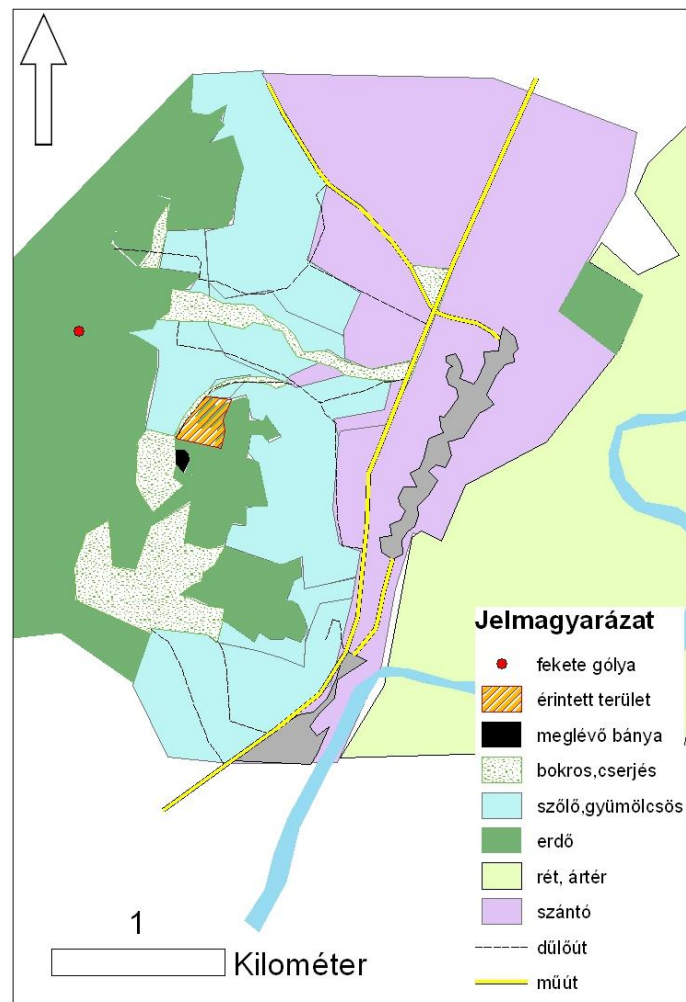 Jelmagyarázat
fekete gólya
érintett terület
meglévő bánya
bokros,cserjés
szőlő,gyümölcsös
erdő
rét, ártér
szántó
dűlőút
műút
1
Kilométer